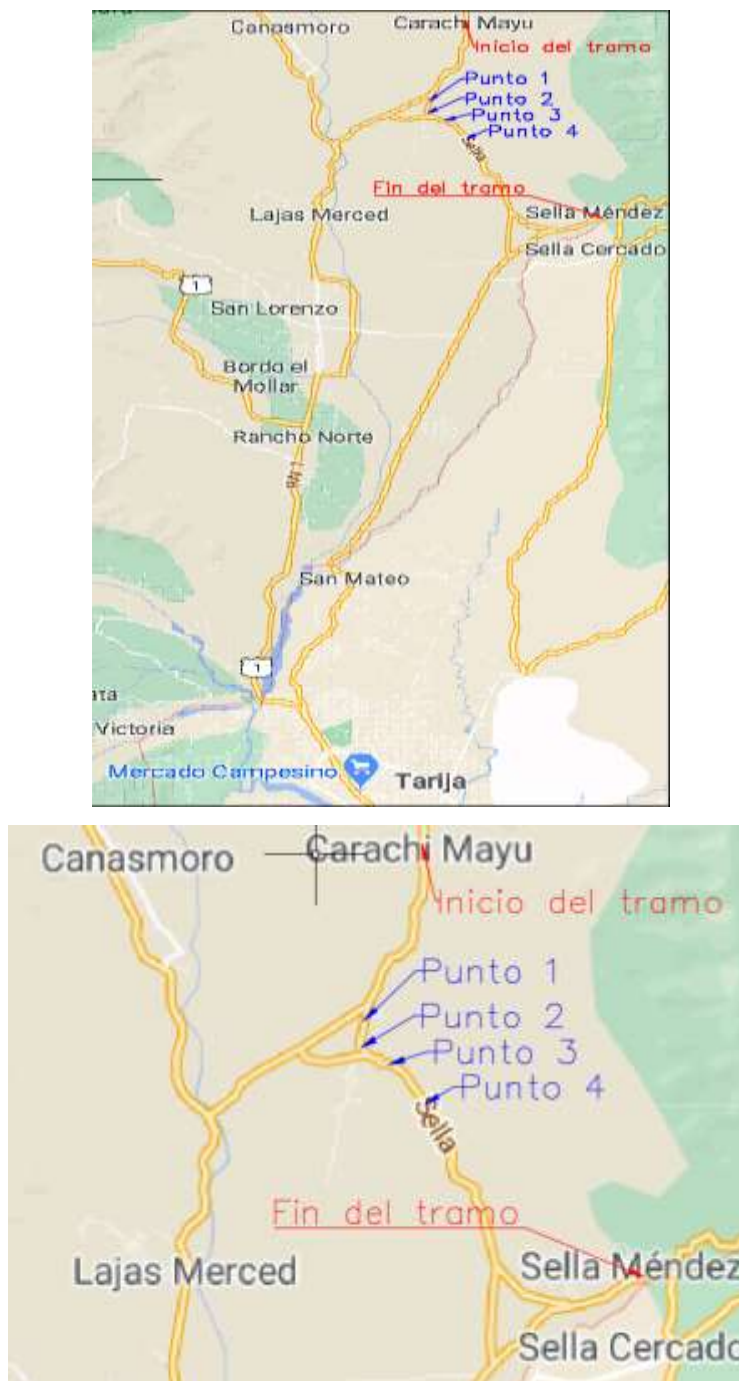 Canasmoro
Carachi Mayu
Inicio del tramo
Punto 1
Punto 2
Punto 3
Punto 4
Sella
Fin del tramo
Lajas Merced
Sella Méndez
Sella Cercado
1
San Lorenzo
Bordo el
Mollar
Rancho Norte
San Mateo
1
Victoria
Mercado Campesino
Tarija
Canasmoro
Carachi Mayu
Inicio del tramo
Punto 1
Punto 2
Punto 3
Punto 4
Sella
Fin del tramo
Lajas Merced
Sella Méndez
Sella Cercado